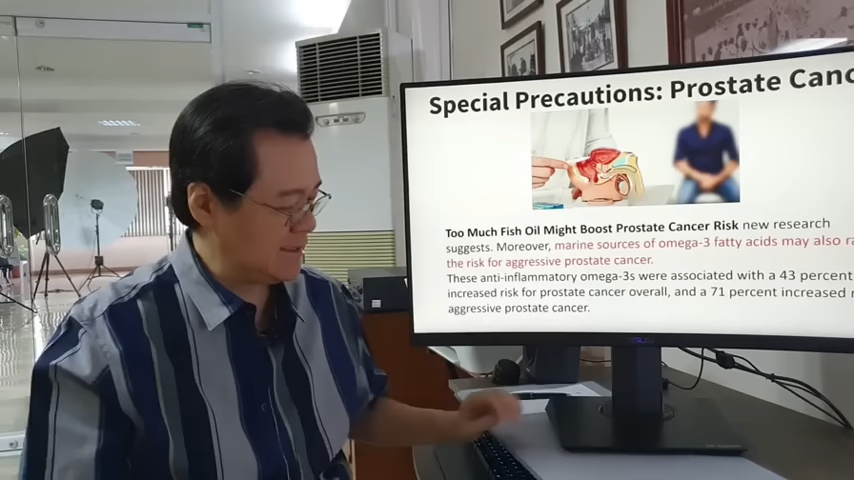 Special Precautions: Prostate Canc
Too Much Fish Oil Might Boost Prostate Cancer Risk new research
suggests. Moreover, marine sources of omega-3 fatty acids may also ra
the risk for aggressive prostate cancer.
These anti-inflammatory omega-3s were associated with a 43 percent
increased risk for prostate cancer overall, and a 71 percent increased r
aggressive prostate cancer.